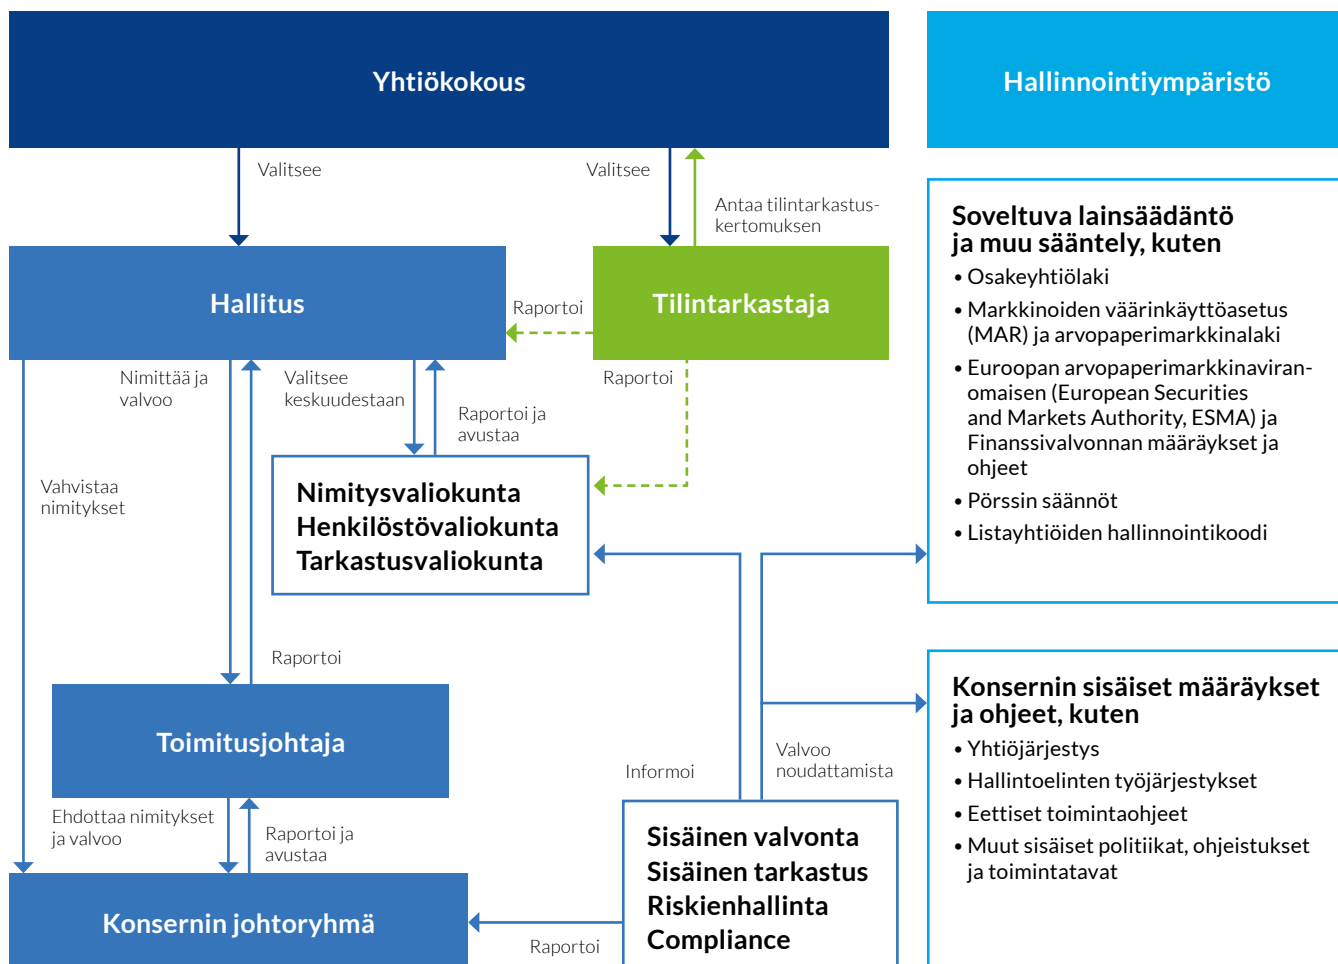 Yhtiökokous
Hallinnointiympäristö
Valitsee
Valitsee
Antaa tilintarkastus-
kertomuksen
Hallitus
Raportoi
Tilintarkastaja
Nimittää ja
valvoo
Valitsee
keskuudestaan
Raportoi ja
avustaa
Raportoi
Vahvistaa
nimitykset
Nimitysvaliokunta
Henkilöstövaliokunta
Tarkastusvaliokunta
Raportoi
Toimitusjohtaja
Ehdottaa nimitykset
ja valvoo
Raportoi ja
avustaa
Konsernin johtoryhmä
Raportoi
Informoi
Valvoo
noudattamista
Sisäinen valvonta
Sisäinen tarkastus
Riskienhallinta
Compliance
Soveltuva lainsäädäntö
ja muu sääntely, kuten
• Osakeyhtiölaki
• Markkinoiden väärinkäyttöasetus
(MAR) ja arvopaperimarkkinalaki
• Euroopan arvopaperimarkkinaviran-
omaisen (European Securities
and Markets Authority, ESMA) ja
Finanssivalvonnan määräykset ja
ohjeet
• Pörssin säännöt
• Listayhtiöiden hallinnointikoodi
Konsernin sisäiset määräykset
ja ohjeet, kuten
• Yhtiöjärjestys
• Hallintoelinten työjärjestykset
• Eettiset toimintaohjeet
• Muut sisäiset politiikat, ohjeistukset
ja toimintatavat